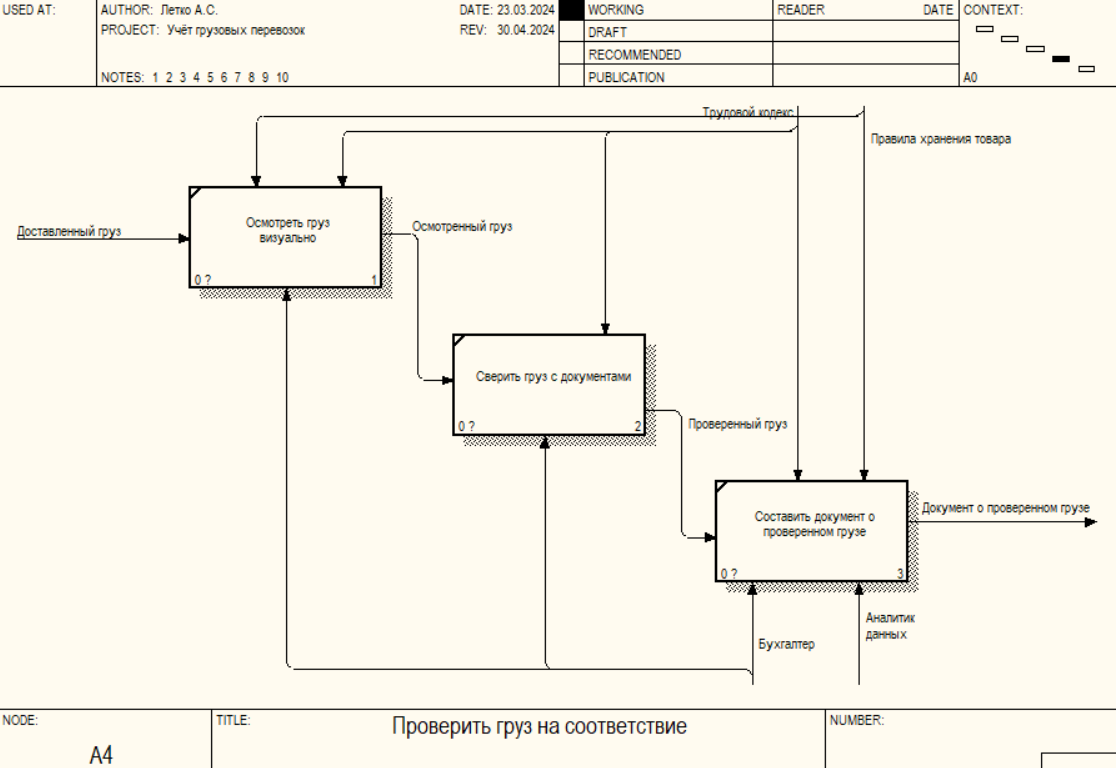 USED AT:
AUTHOR: Летко А.С.
DATE: 23.03.2024
PROJECT: Учёт грузовых перевозок
REV: 30.04.2024
NOTES: 1 2 3 4 5 6 7 8 9 10
WORKING
DRAFT
RECOMMENDED
PUBLICATION
READER
DATE
CONTEXT:
A0
Трудовой кодекс
Правила хранения товара
Доставленный груз
Осмотреть груз
визуально
0 ?
1
Осмотренный груз
Сверить груз с документами
0 ?
2
Проверенный груз
Составить документ о
проверенном грузе
0 ?
3
Документ о проверенном грузе
Бухгалтер
Аналитик
данных
NODE:
A4
TITLE:
Проверить груз на соответствие
NUMBER: